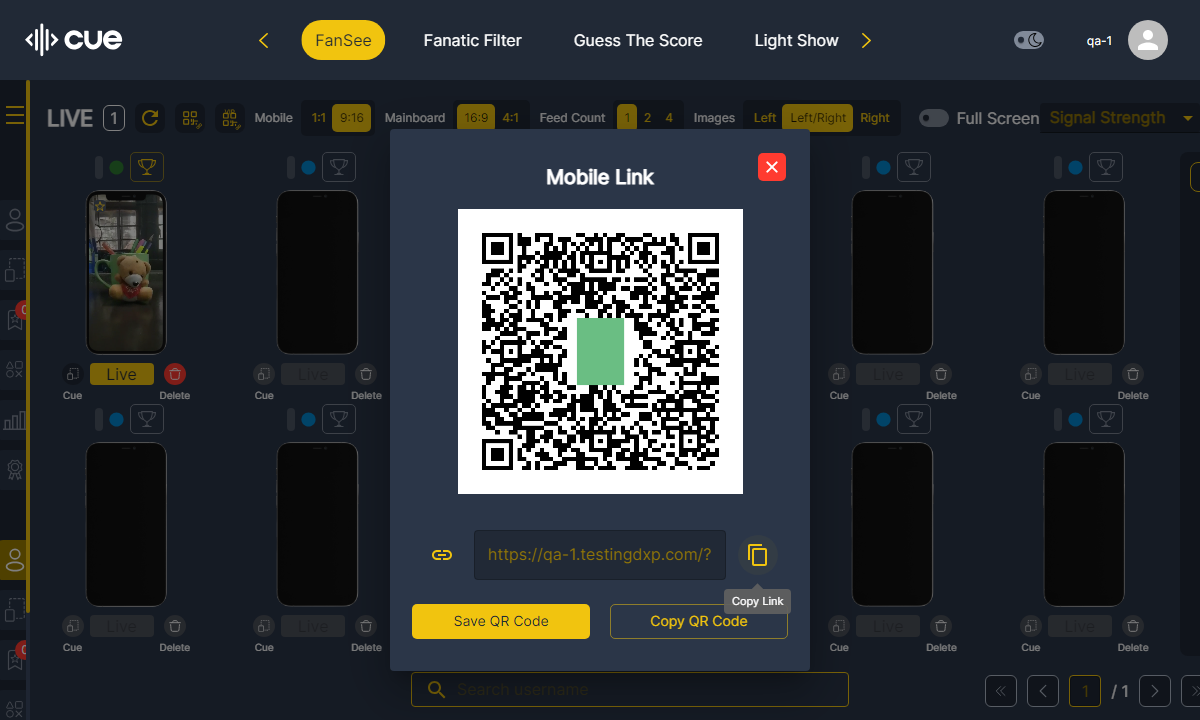 cue
FanSee
Fanatic Filter
Guess The Score
Light Show
qa-1
LIVE 1
Mobile 1:1 9:16
Mainboard 16:9 4:1
Feed Count 1 2 4
Images Left Left/Right Right
Full Screen
Signal Strength
Mobile Link
Live Live Live Live
Cue Delete Cue Delete Cue Delete Cue Delete
https://qa-1.testingdxp.com/?
Copy Link
Save QR Code
Copy QR Code
Live Live Live Live
Cue Delete Cue Delete Cue Delete Cue Delete
Search username
1 / 1